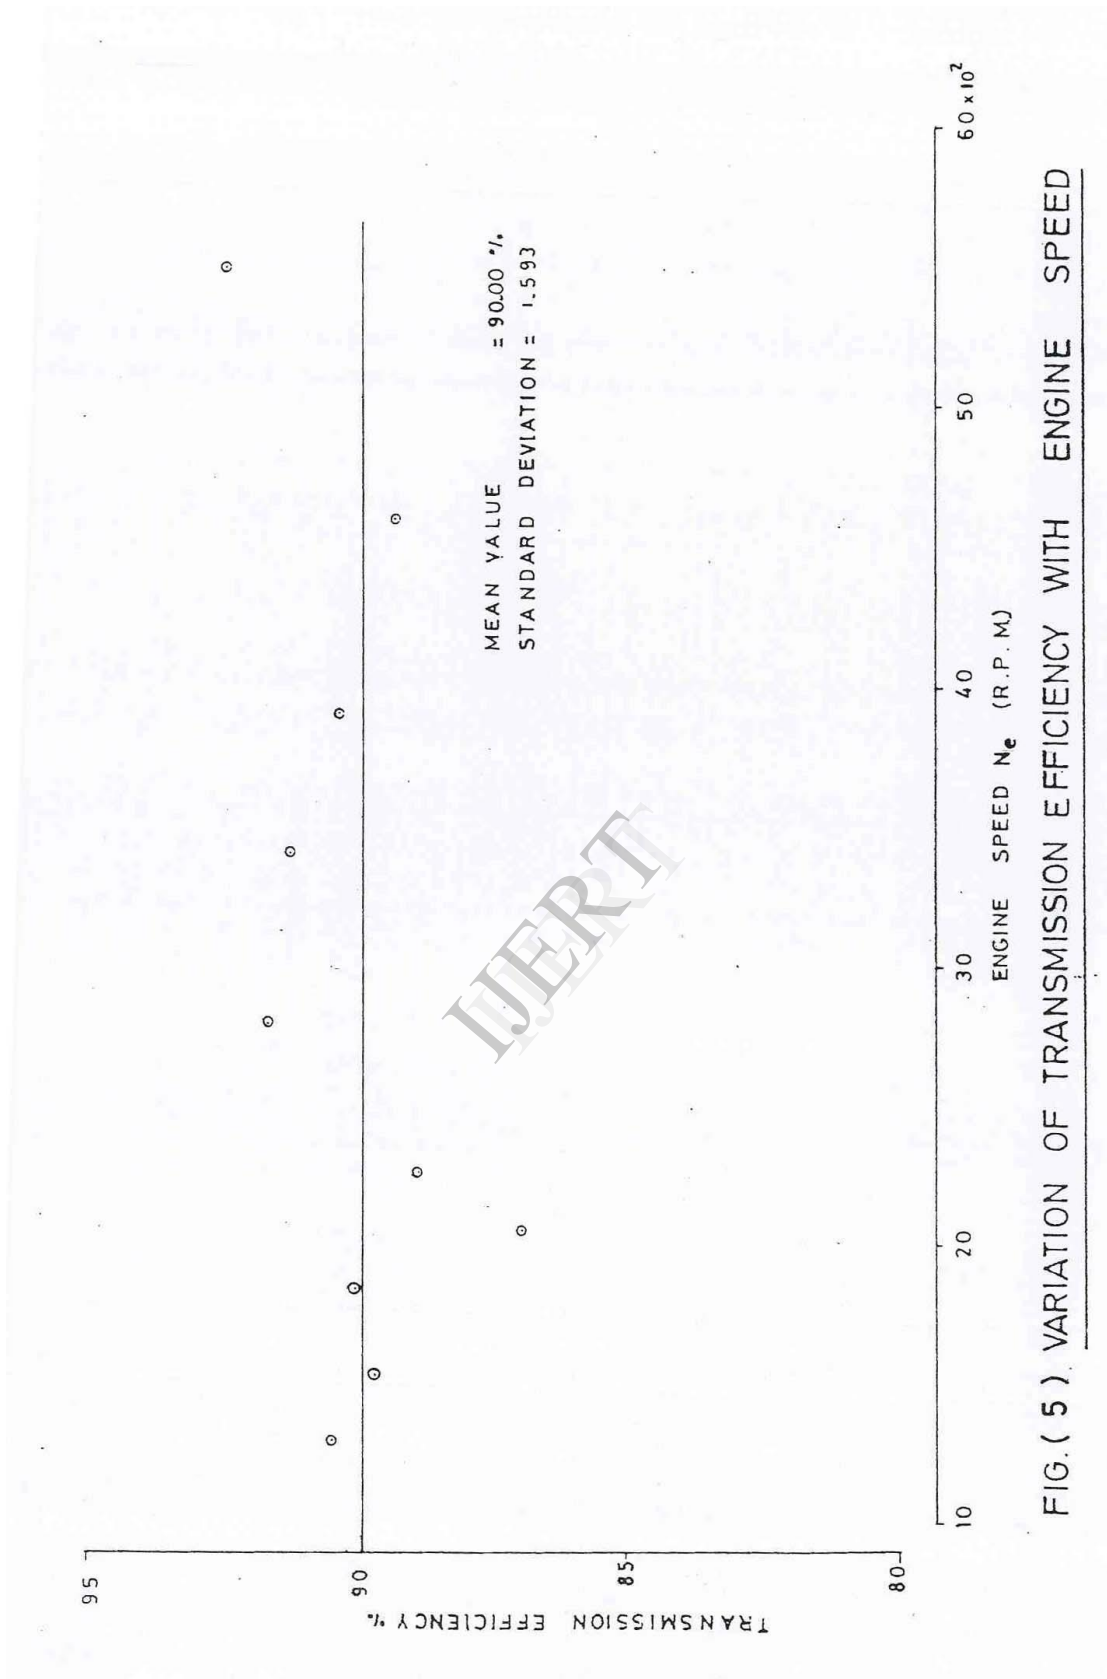 95
90
85
80
TRANSMISSION EFFICIENCY %
MEAN VALUE = 90.00 %
STANDARD DEVIATION = 1.593
IJERT
10 20 30 40 50 60 x 10²
ENGINE SPEED Ne (R.P.M)
FIG.( 5 ). VARIATION OF TRANSMISSION EFFICIENCY WITH ENGINE SPEED